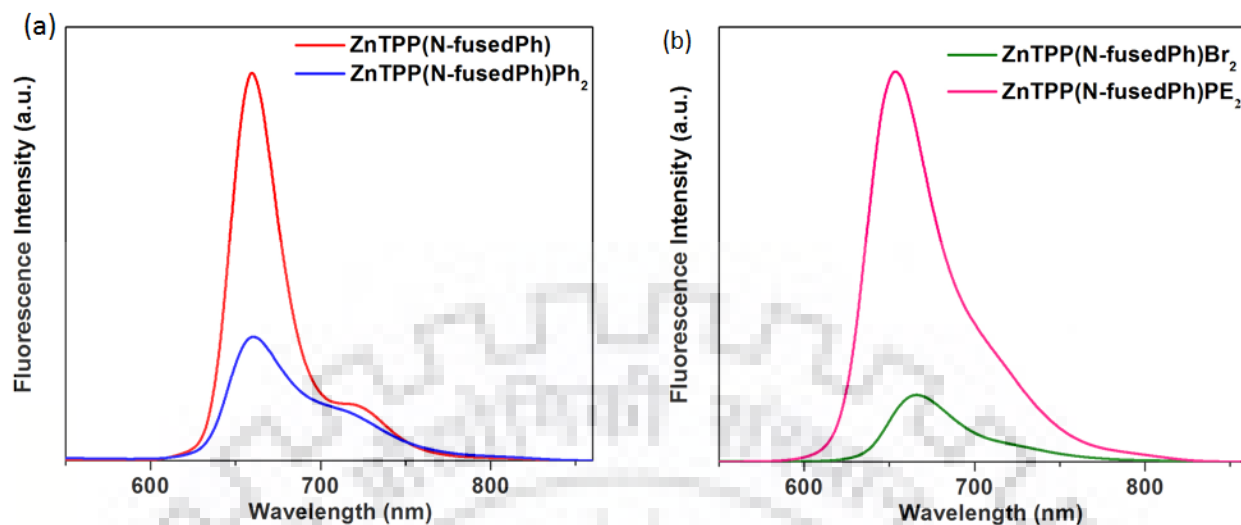 (a)
ZnTPP(N-fusedPh)
ZnTPP(N-fusedPh)Ph₂
Fluorescence Intensity (a.u.)
600 700 800
Wavelength (nm)
(b)
ZnTPP(N-fusedPh)Br₂
ZnTPP(N-fusedPh)PE₂
Fluorescence Intensity (a.u.)
600 700 800
Wavelength (nm)